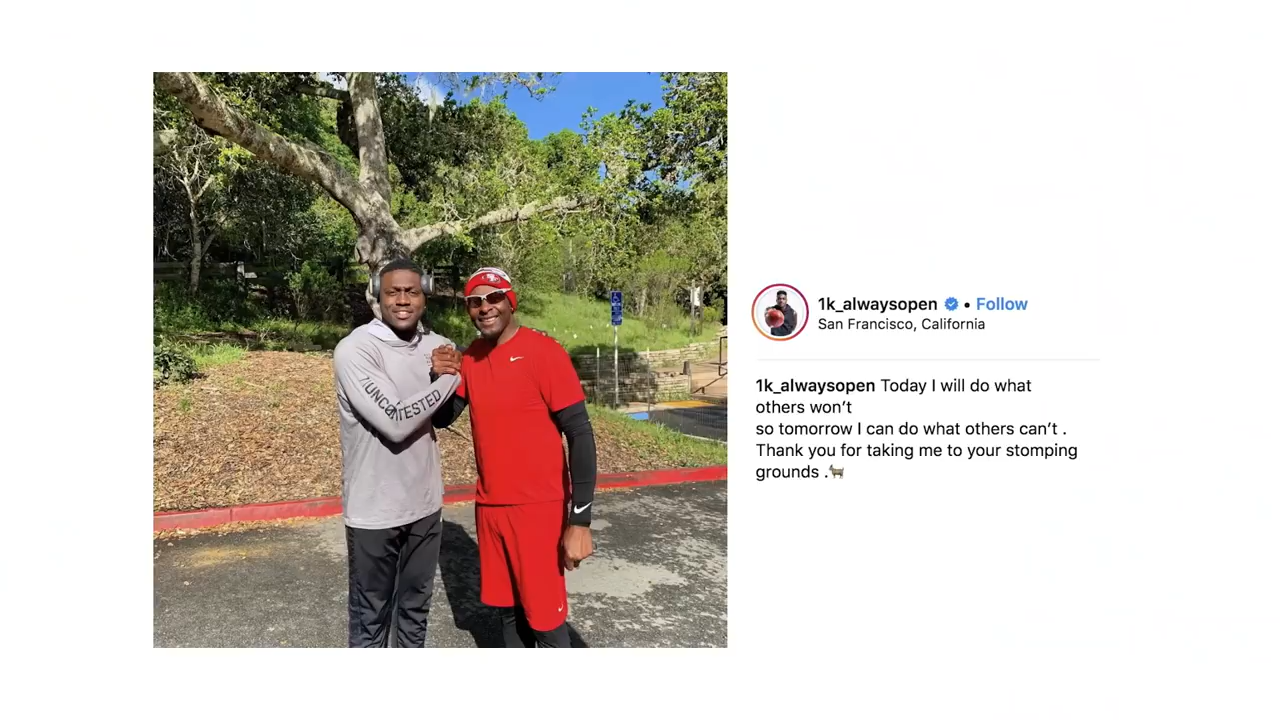 1k_alwaysopen • Follow
San Francisco, California
1k_alwaysopen Today I will do what
others won’t
so tomorrow I can do what others can’t .
Thank you for taking me to your stomping
grounds .🐐
UNCONTESTED
SF